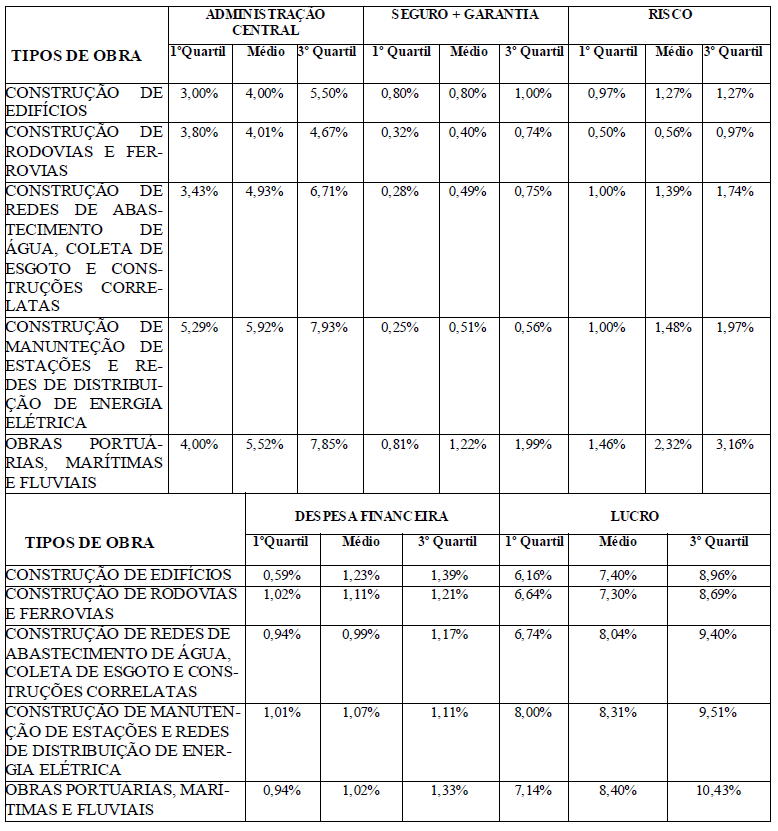 ADMINISTRAÇÃO CENTRAL SEGURO + GARANTIA RISCO
TIPOS DE OBRA 1ºQuartil Médio 3º Quartil 1º Quartil Médio 3º Quartil 1º Quartil Médio 3º Quartil
CONSTRUÇÃO DE 3,00% 4,00% 5,50% 0,80% 0,80% 1,00% 0,97% 1,27% 1,27%
EDIFÍCIOS
CONSTRUÇÃO DE 3,80% 4,01% 4,67% 0,32% 0,40% 0,74% 0,50% 0,56% 0,97%
RODOVIAS E FER-
ROVIAS
CONSTRUÇÃO DE 3,43% 4,93% 6,71% 0,28% 0,49% 0,75% 1,00% 1,39% 1,74%
REDES DE ABAS-
TECIMENTO DE
ÁGUA, COLETA DE
ESGOTO E CONS-
TRUÇÕES CORRE-
LATAS
CONSTRUÇÃO DE 5,29% 5,92% 7,93% 0,25% 0,51% 0,56% 1,00% 1,48% 1,97%
MANUNTEÇÃO DE
ESTAÇÕES E RE-
DES DE DISTRIBUI-
ÇÃO DE ENERGIA
ELÉTRICA
OBRAS PORTUÁ- 4,00% 5,52% 7,85% 0,81% 1,22% 1,99% 1,46% 2,32% 3,16%
RIAS, MARÍTIMAS
E FLUVIAIS
DESPESA FINANCEIRA LUCRO
TIPOS DE OBRA 1ºQuartil Médio 3º Quartil 1º Quartil Médio 3º Quartil
CONSTRUÇÃO DE EDIFÍCIOS 0,59% 1,23% 1,39% 6,16% 7,40% 8,96%
CONSTRUÇÃO DE RODOVIAS 1,02% 1,11% 1,21% 6,64% 7,30% 8,69%
E FERROVIAS
CONSTRUÇÃO DE REDES DE 0,94% 0,99% 1,17% 6,74% 8,04% 9,40%
ABASTECIMENTO DE ÁGUA,
COLETA DE ESGOTO E CONS-
TRUÇÕES CORRELATAS
CONSTRUÇÃO DE MANUTEN- 1,01% 1,07% 1,11% 8,00% 8,31% 9,51%
ÇÃO DE ESTAÇÕES E REDES
DE DISTRIBUIÇÃO DE ENER-
GIA ELÉTRICA
OBRAS PORTUÁRIAS, MARÍ- 0,94% 1,02% 1,33% 7,14% 8,40% 10,43%
TIMAS E FLUVIAIS